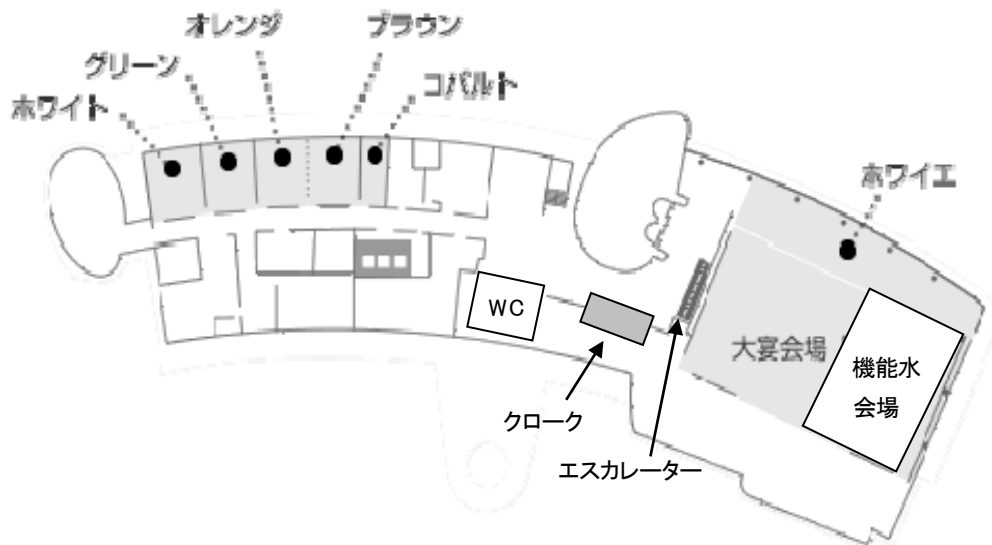 オレンジ
ブラウン
グリーン
コバルト
ホワイト
ホワイエ
WC
大宴会場
機能水
会場
クローク
エスカレーター